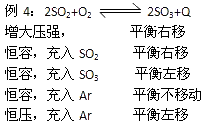 例 4：2SO₂+O₂ ⇌ 2SO₃+Q
增大压强， 平衡右移
恒容，充入 SO₂ 平衡右移
恒容，充入 SO₃ 平衡左移
恒容，充入 Ar 平衡不移动
恒压，充入 Ar 平衡左移